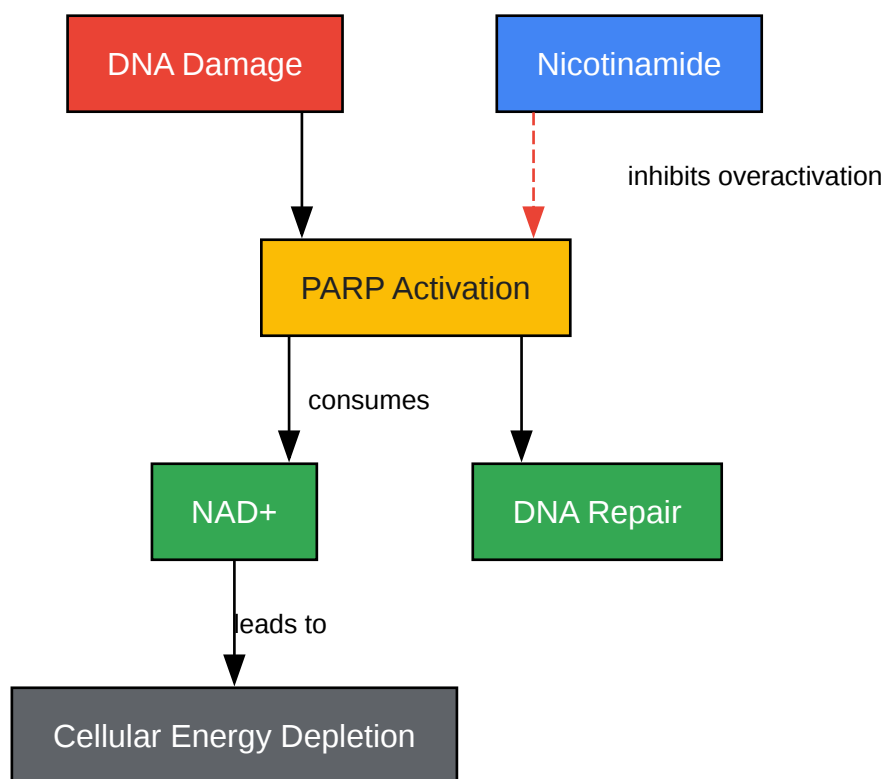 DNA Damage
Nicotinamide
inhibits overactivation
PARP Activation
consumes
NAD+
DNA Repair
leads to
Cellular Energy Depletion